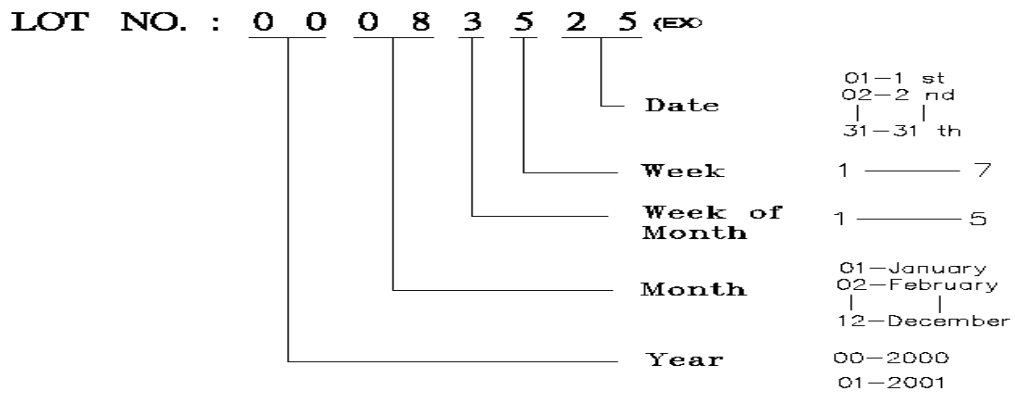 LOT NO. : 0 0 0 8 3 5 2 5 (EX)
Date
01-1 st
02-2 nd
31-31 th
Week
1 7
Week of
Month
1 5
Month
01-January
02-February
12-December
Year
00-2000
01-2001